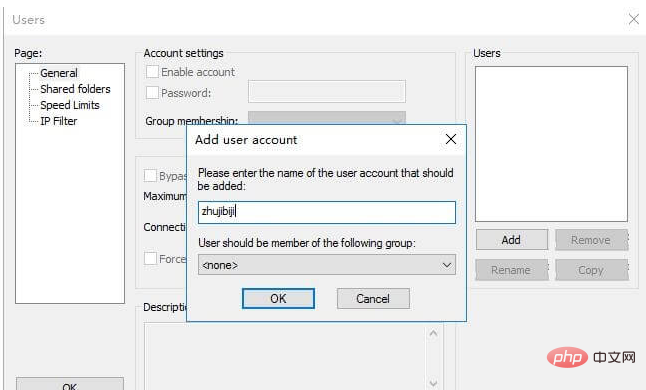 Users
Page:
General
Shared folders
Speed Limits
IP Filter
OK
Account settings
Enable account
Password:
Group membership:
Bypas
Maximum
Connecti
Force
Descriptio
Add user account
Please enter the name of the user account that should
be added:
zhujibiji
User should be member of the following group:
<none>
OK Cancel
Users
Add Remove
Rename Copy
php 中文网